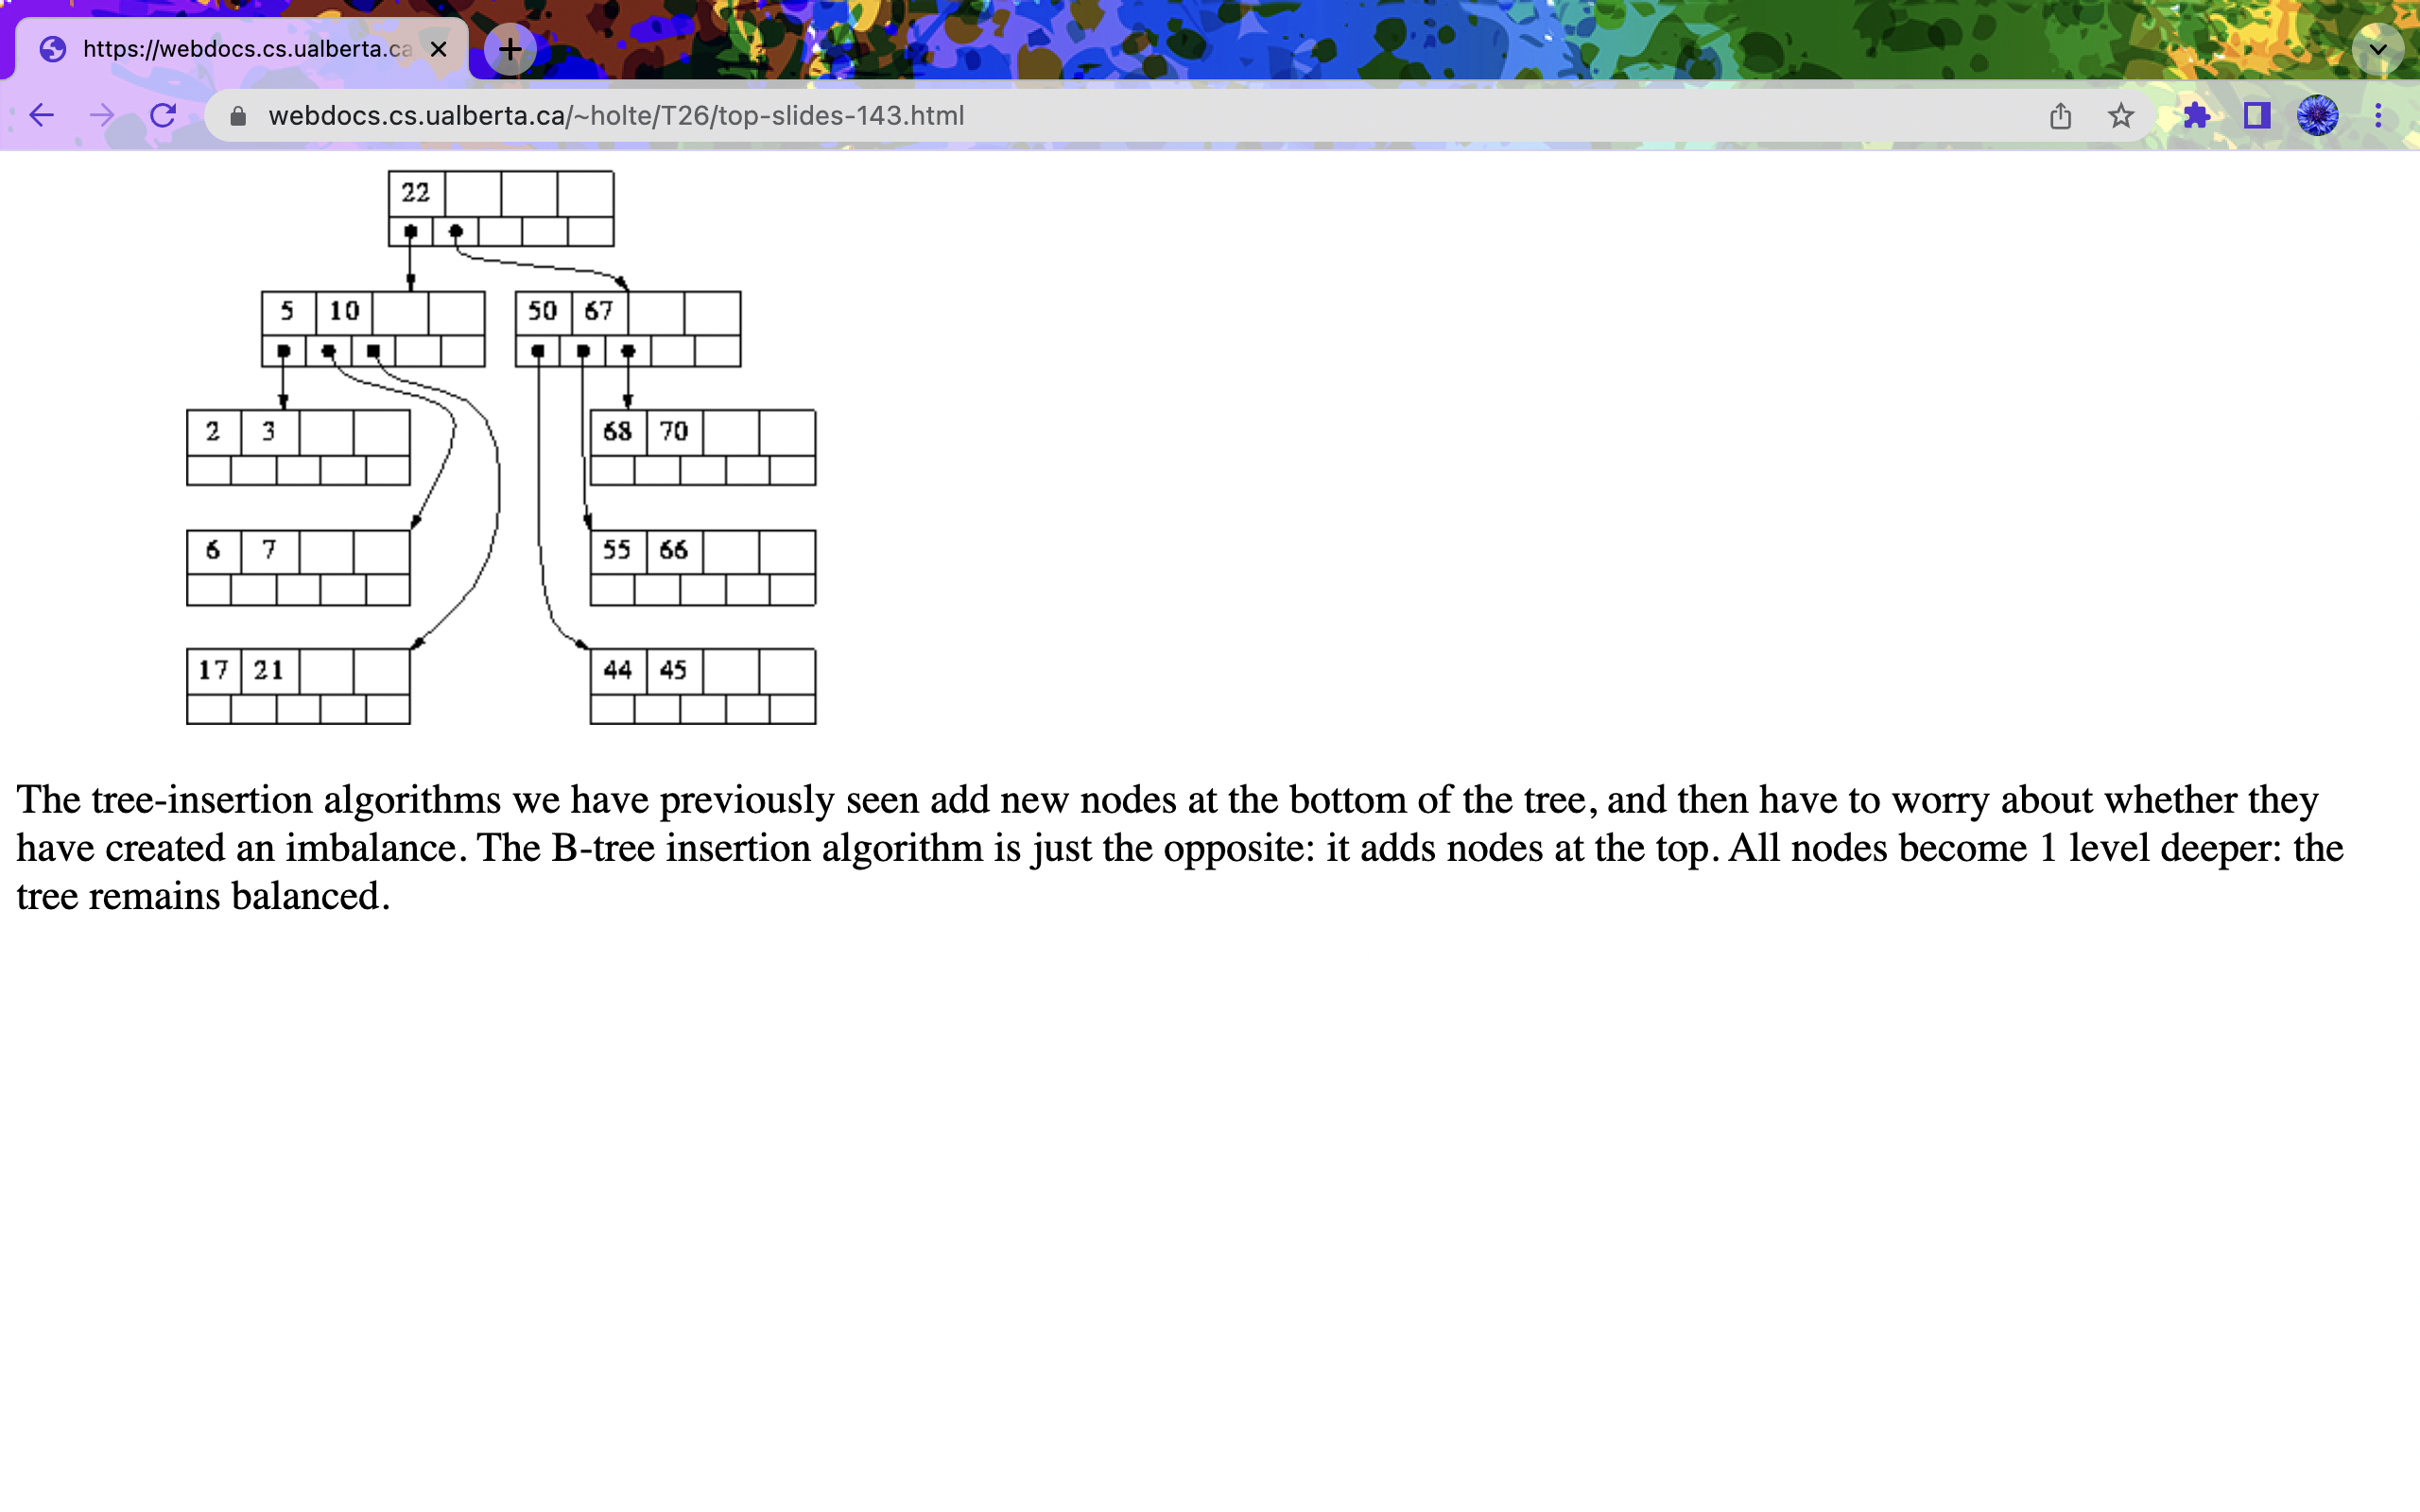 https://webdocs.cs.ualberta.ca
webdocs.cs.ualberta.ca/~holte/T26/top-slides-143.html
22
5 10
50 67
2 3
68 70
6 7
55 66
17 21
44 45
The tree-insertion algorithms we have previously seen add new nodes at the bottom of the tree, and then have to worry about whether they
have created an imbalance. The B-tree insertion algorithm is just the opposite: it adds nodes at the top. All nodes become 1 level deeper: the
tree remains balanced.